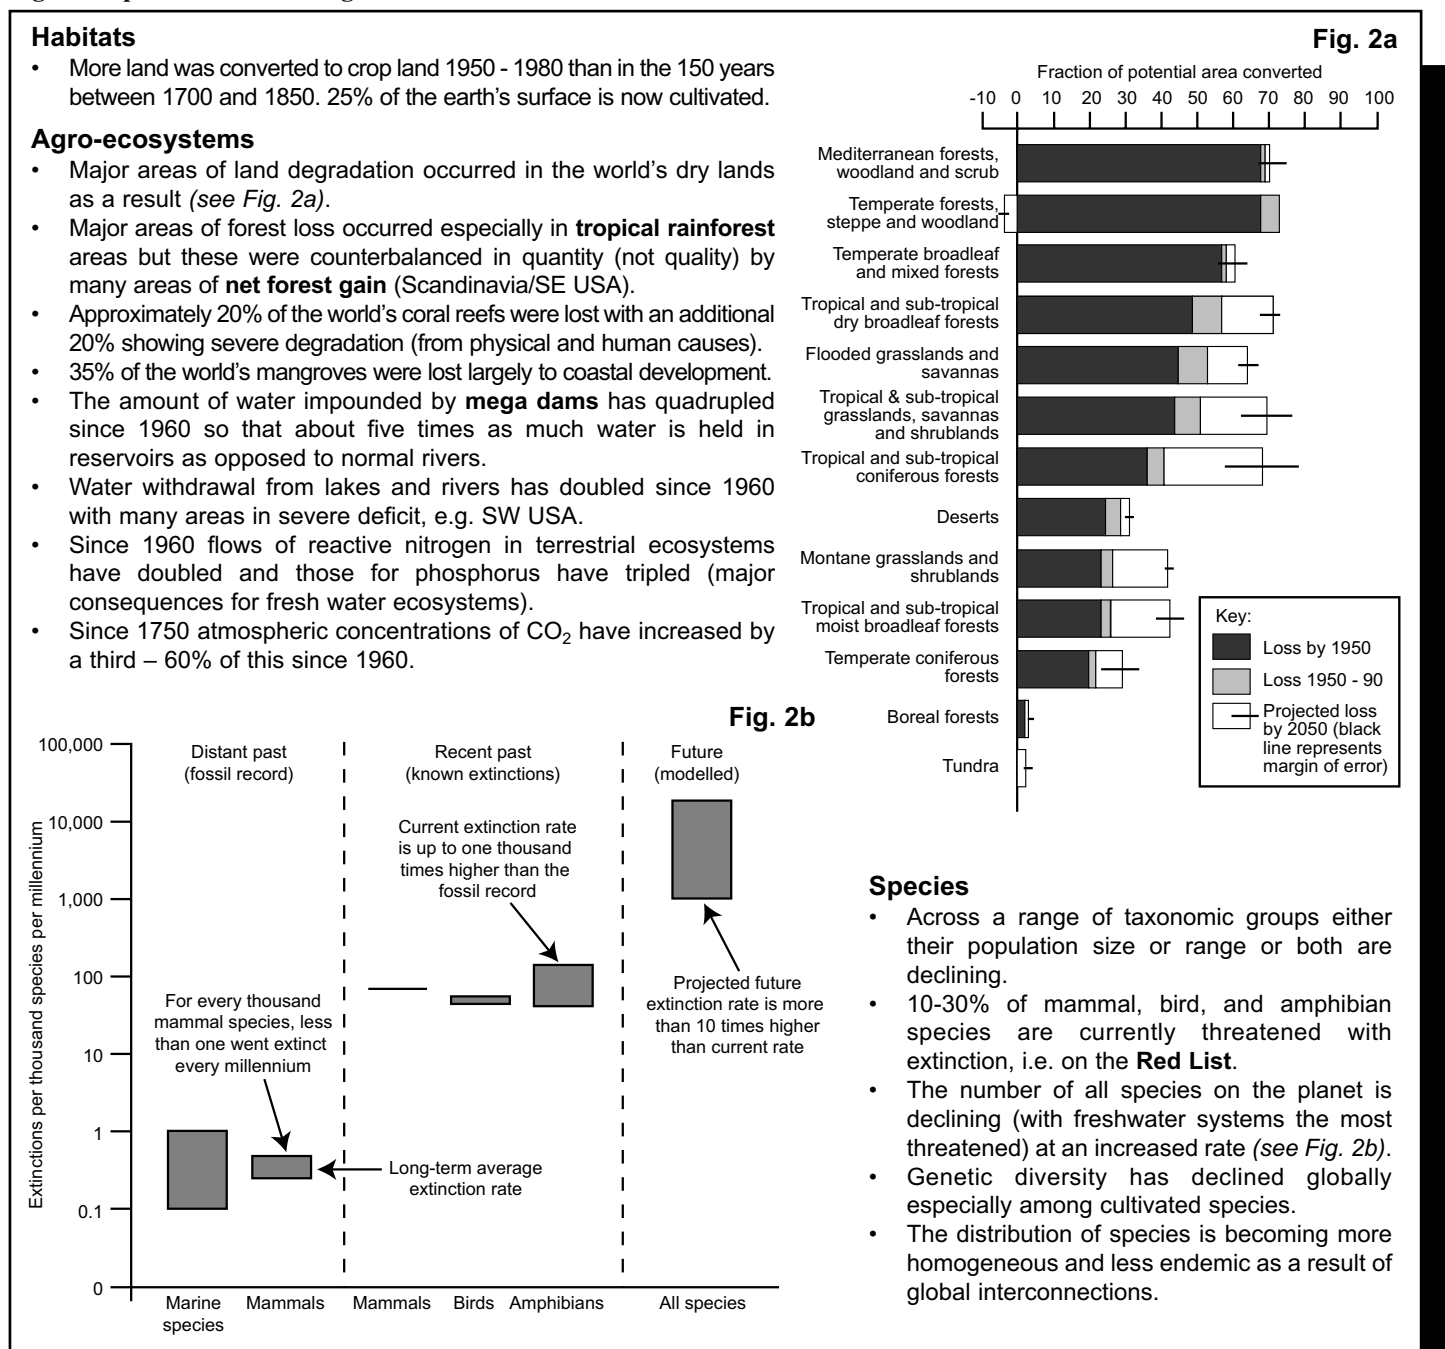 Habitats
• More land was converted to crop land 1950 - 1980 than in the 150 years
between 1700 and 1850. 25% of the earth's surface is now cultivated.
Agro-ecosystems
• Major areas of land degradation occurred in the world's dry lands
as a result (see Fig. 2a).
• Major areas of forest loss occurred especially in tropical rainforest
areas but these were counterbalanced in quantity (not quality) by
many areas of net forest gain (Scandinavia/SE USA).
• Approximately 20% of the world's coral reefs were lost with an additional
20% showing severe degradation (from physical and human causes).
• 35% of the world's mangroves were lost largely to coastal development.
• The amount of water impounded by mega dams has quadrupled
since 1960 so that about five times as much water is held in
reservoirs as opposed to normal rivers.
• Water withdrawal from lakes and rivers has doubled since 1960
with many areas in severe deficit, e.g. SW USA.
• Since 1960 flows of reactive nitrogen in terrestrial ecosystems
have doubled and those for phosphorus have tripled (major
consequences for fresh water ecosystems).
• Since 1750 atmospheric concentrations of CO2 have increased by
a third – 60% of this since 1960.
Fig. 2a
Fraction of potential area converted
-10 0 10 20 30 40 50 60 70 80 90 100
Mediterranean forests,
woodland and scrub
Temperate forests,
steppe and woodland
Temperate broadleaf
and mixed forests
Tropical and sub-tropical
dry broadleaf forests
Flooded grasslands and
savannas
Tropical & sub-tropical
grasslands, savannas
and shrublands
Tropical and sub-tropical
coniferous forests
Deserts
Montane grasslands and
shrublands
Tropical and sub-tropical
moist broadleaf forests
Temperate coniferous
forests
Boreal forests
Tundra
Key:
Loss by 1950
Loss 1950 - 90
Projected loss
by 2050 (black
line represents
margin of error)
Fig. 2b
Extinctions per thousand species per millennium
100,000
10,000
1,000
100
10
1
0.1
0
Distant past
(fossil record)
Recent past
(known extinctions)
Future
(modelled)
Current extinction rate
is up to one thousand
times higher than the
fossil record
For every thousand
mammal species, less
than one went extinct
every millennium
Long-term average
extinction rate
Projected future
extinction rate is more
than 10 times higher
than current rate
Marine
species
Mammals
Mammals
Birds
Amphibians
All species
Species
• Across a range of taxonomic groups either
their population size or range or both are
declining.
• 10-30% of mammal, bird, and amphibian
species are currently threatened with
extinction, i.e. on the Red List.
• The number of all species on the planet is
declining (with freshwater systems the most
threatened) at an increased rate (see Fig. 2b).
• Genetic diversity has declined globally
especially among cultivated species.
• The distribution of species is becoming more
homogeneous and less endemic as a result of
global interconnections.